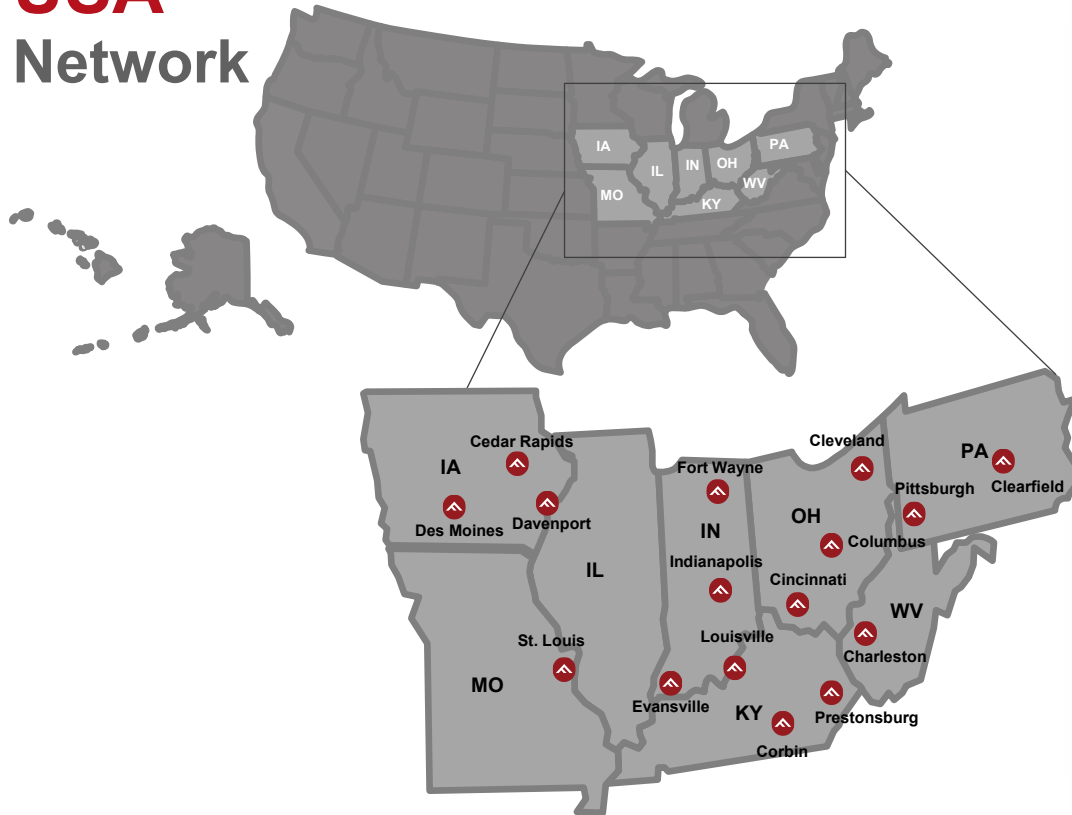 USA
Network
IA
IL
IN
OH
PA
MO
WV
KY
Cedar Rapids
IA
Des Moines
Davenport
Fort Wayne
IN
Indianapolis
Cleveland
PA
Clearfield
Pittsburgh
OH
Columbus
Cincinnati
IL
WV
Charleston
St. Louis
MO
Louisville
Evansville
KY
Prestonsburg
Corbin